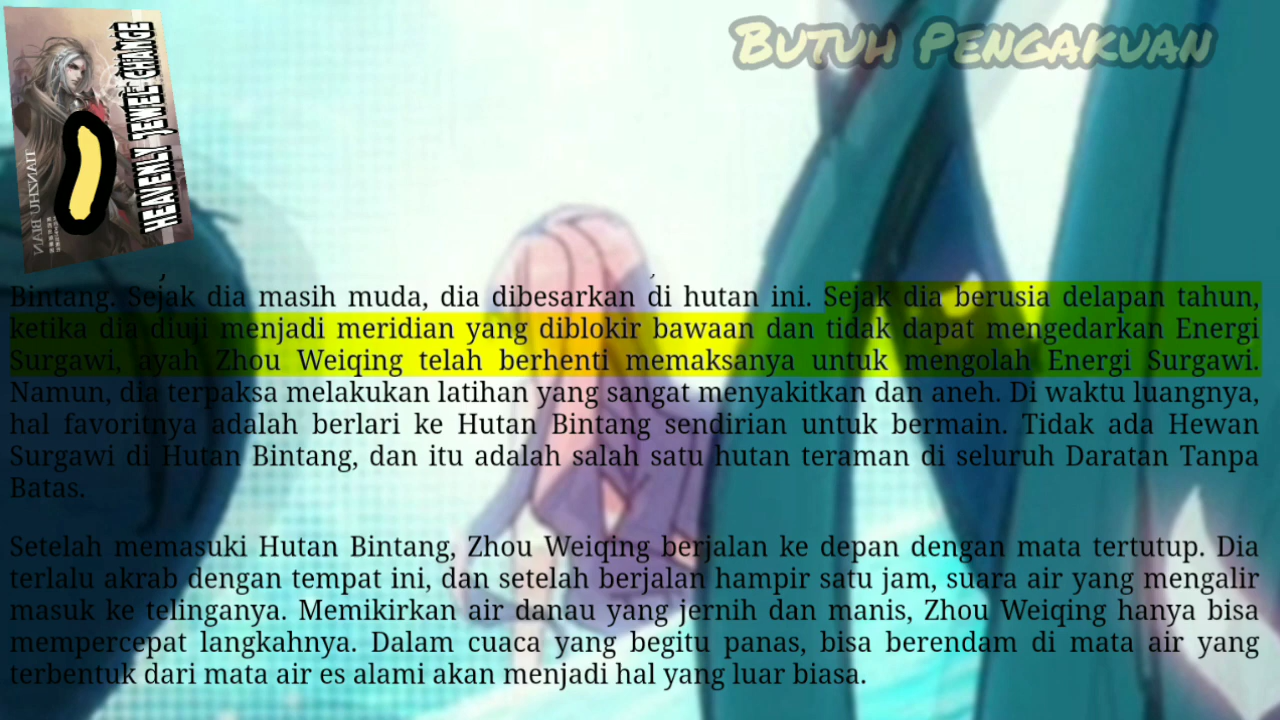 Butuh Pengakuan
HEAVENLY JEWEL CHANGE
TIANZHU BIAN
Bintang. Sejak dia masih muda, dia dibesarkan di hutan ini. Sejak dia berusia delapan tahun,
ketika dia diuji menjadi meridian yang diblokir bawaan dan tidak dapat mengedarkan Energi
Surgawi, ayah Zhou Weiqing telah berhenti memaksanya untuk mengolah Energi Surgawi.
Namun, dia terpaksa melakukan latihan yang sangat menyakitkan dan aneh. Di waktu luangnya,
hal favoritnya adalah berlari ke Hutan Bintang sendirian untuk bermain. Tidak ada Hewan
Surgawi di Hutan Bintang, dan itu adalah salah satu hutan teraman di seluruh Daratan Tanpa
Batas.
Setelah memasuki Hutan Bintang, Zhou Weiqing berjalan ke depan dengan mata tertutup. Dia
terlalu akrab dengan tempat ini, dan setelah berjalan hampir satu jam, suara air yang mengalir
masuk ke telinganya. Memikirkan air danau yang jernih dan manis, Zhou Weiqing hanya bisa
mempercepat langkahnya. Dalam cuaca yang begitu panas, bisa berendam di mata air yang
terbentuk dari mata air es alami akan menjadi hal yang luar biasa.